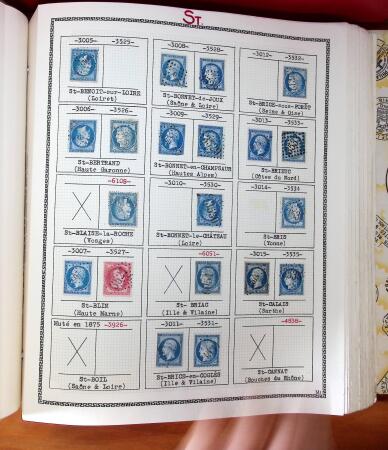 St.
-3005- -3525-
St-BENOIT-sur-LOIRE
(Loiret)
-3008- -3528-
St-BONNET-de-JOUX
(Saône & Loire)
-3012- -3532-
St-BRICE-sous-FORÊT
(Seine & Oise)
-3006- -3526-
St-BERTRAND
(Haute Garonne)
-3009- -3529-
St-BONNET-en-CHAMPSAUR
(Hautes Alpes)
-3013- -3533-
St-BRIEUC
(Côtes du Nord)
-6108-
St-BLAISE-la-ROCHE
(Vosges)
-3010- -3530-
St-BONNET-le-CHÂTEAU
(Loire)
-3014- -3534
St-BRIS
(Yonne)
-3007- -3527-
St-BLIN
(Haute Marne)
-6051-
St- BRIAC
(Ille & Vilaine)
-3015- -3535-
St-CALAIS
(Sarthe)
Muté en 1875 -3926-
St-BOIL
(Saône & Loire)
-3011- -3531-
St-BRICE-en-COGLÈS
(Ille & Vilaine)
-4838-
St-CANNAT
(Bouches du Rhône)